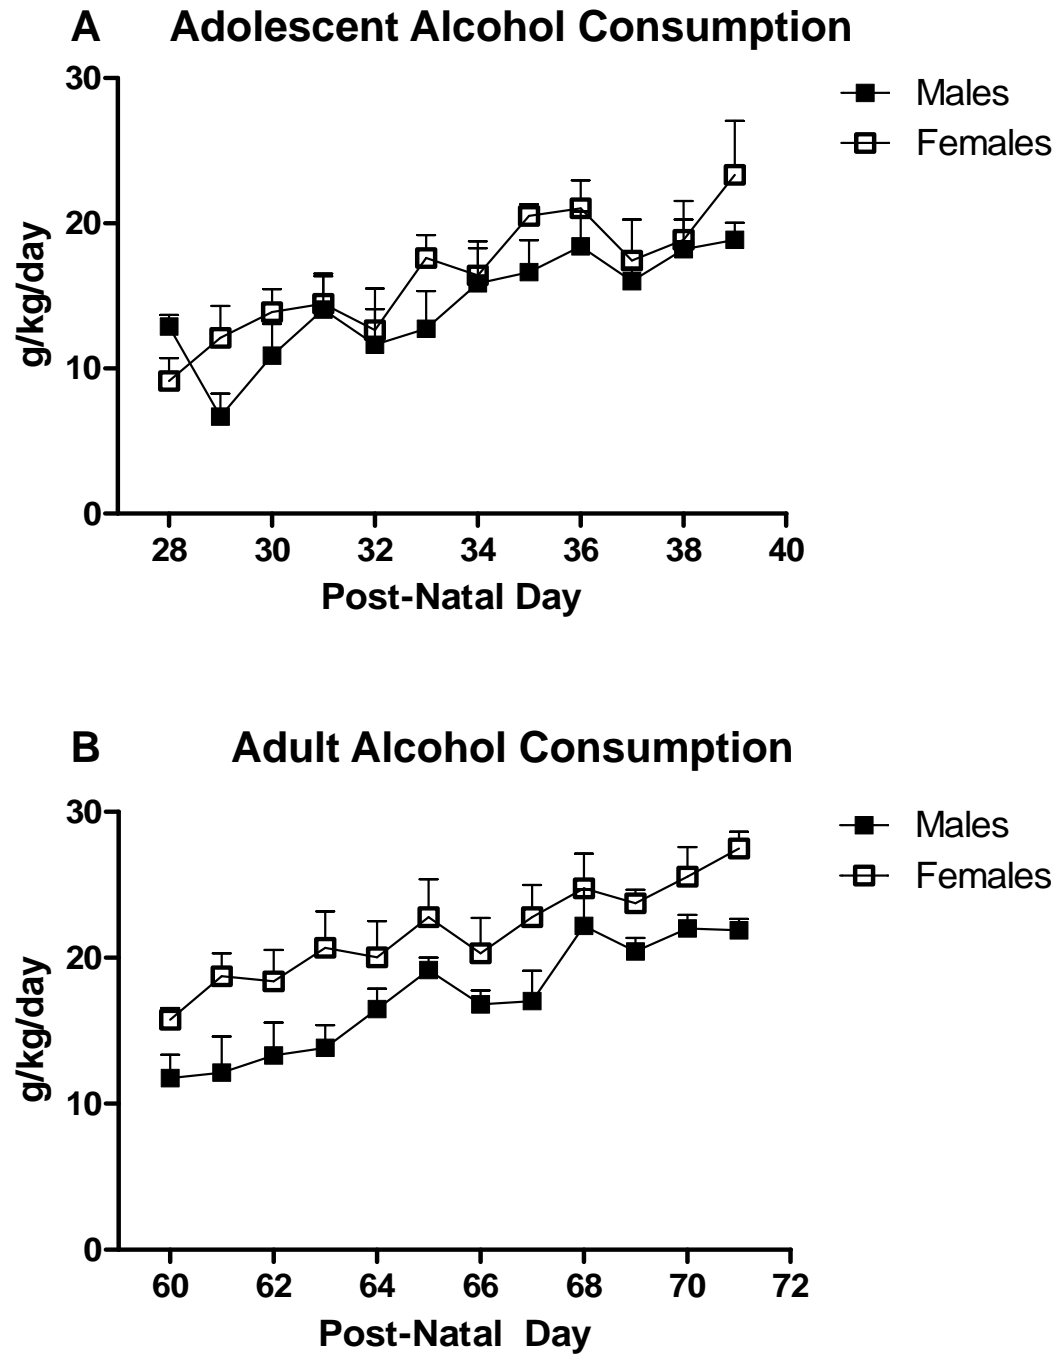 A Adolescent Alcohol Consumption
30
20
10
0
g/kg/day
28 30 32 34 36 38 40
Post-Natal Day
Males
Females
B Adult Alcohol Consumption
30
20
10
0
g/kg/day
60 62 64 66 68 70 72
Post-Natal Day
Males
Females